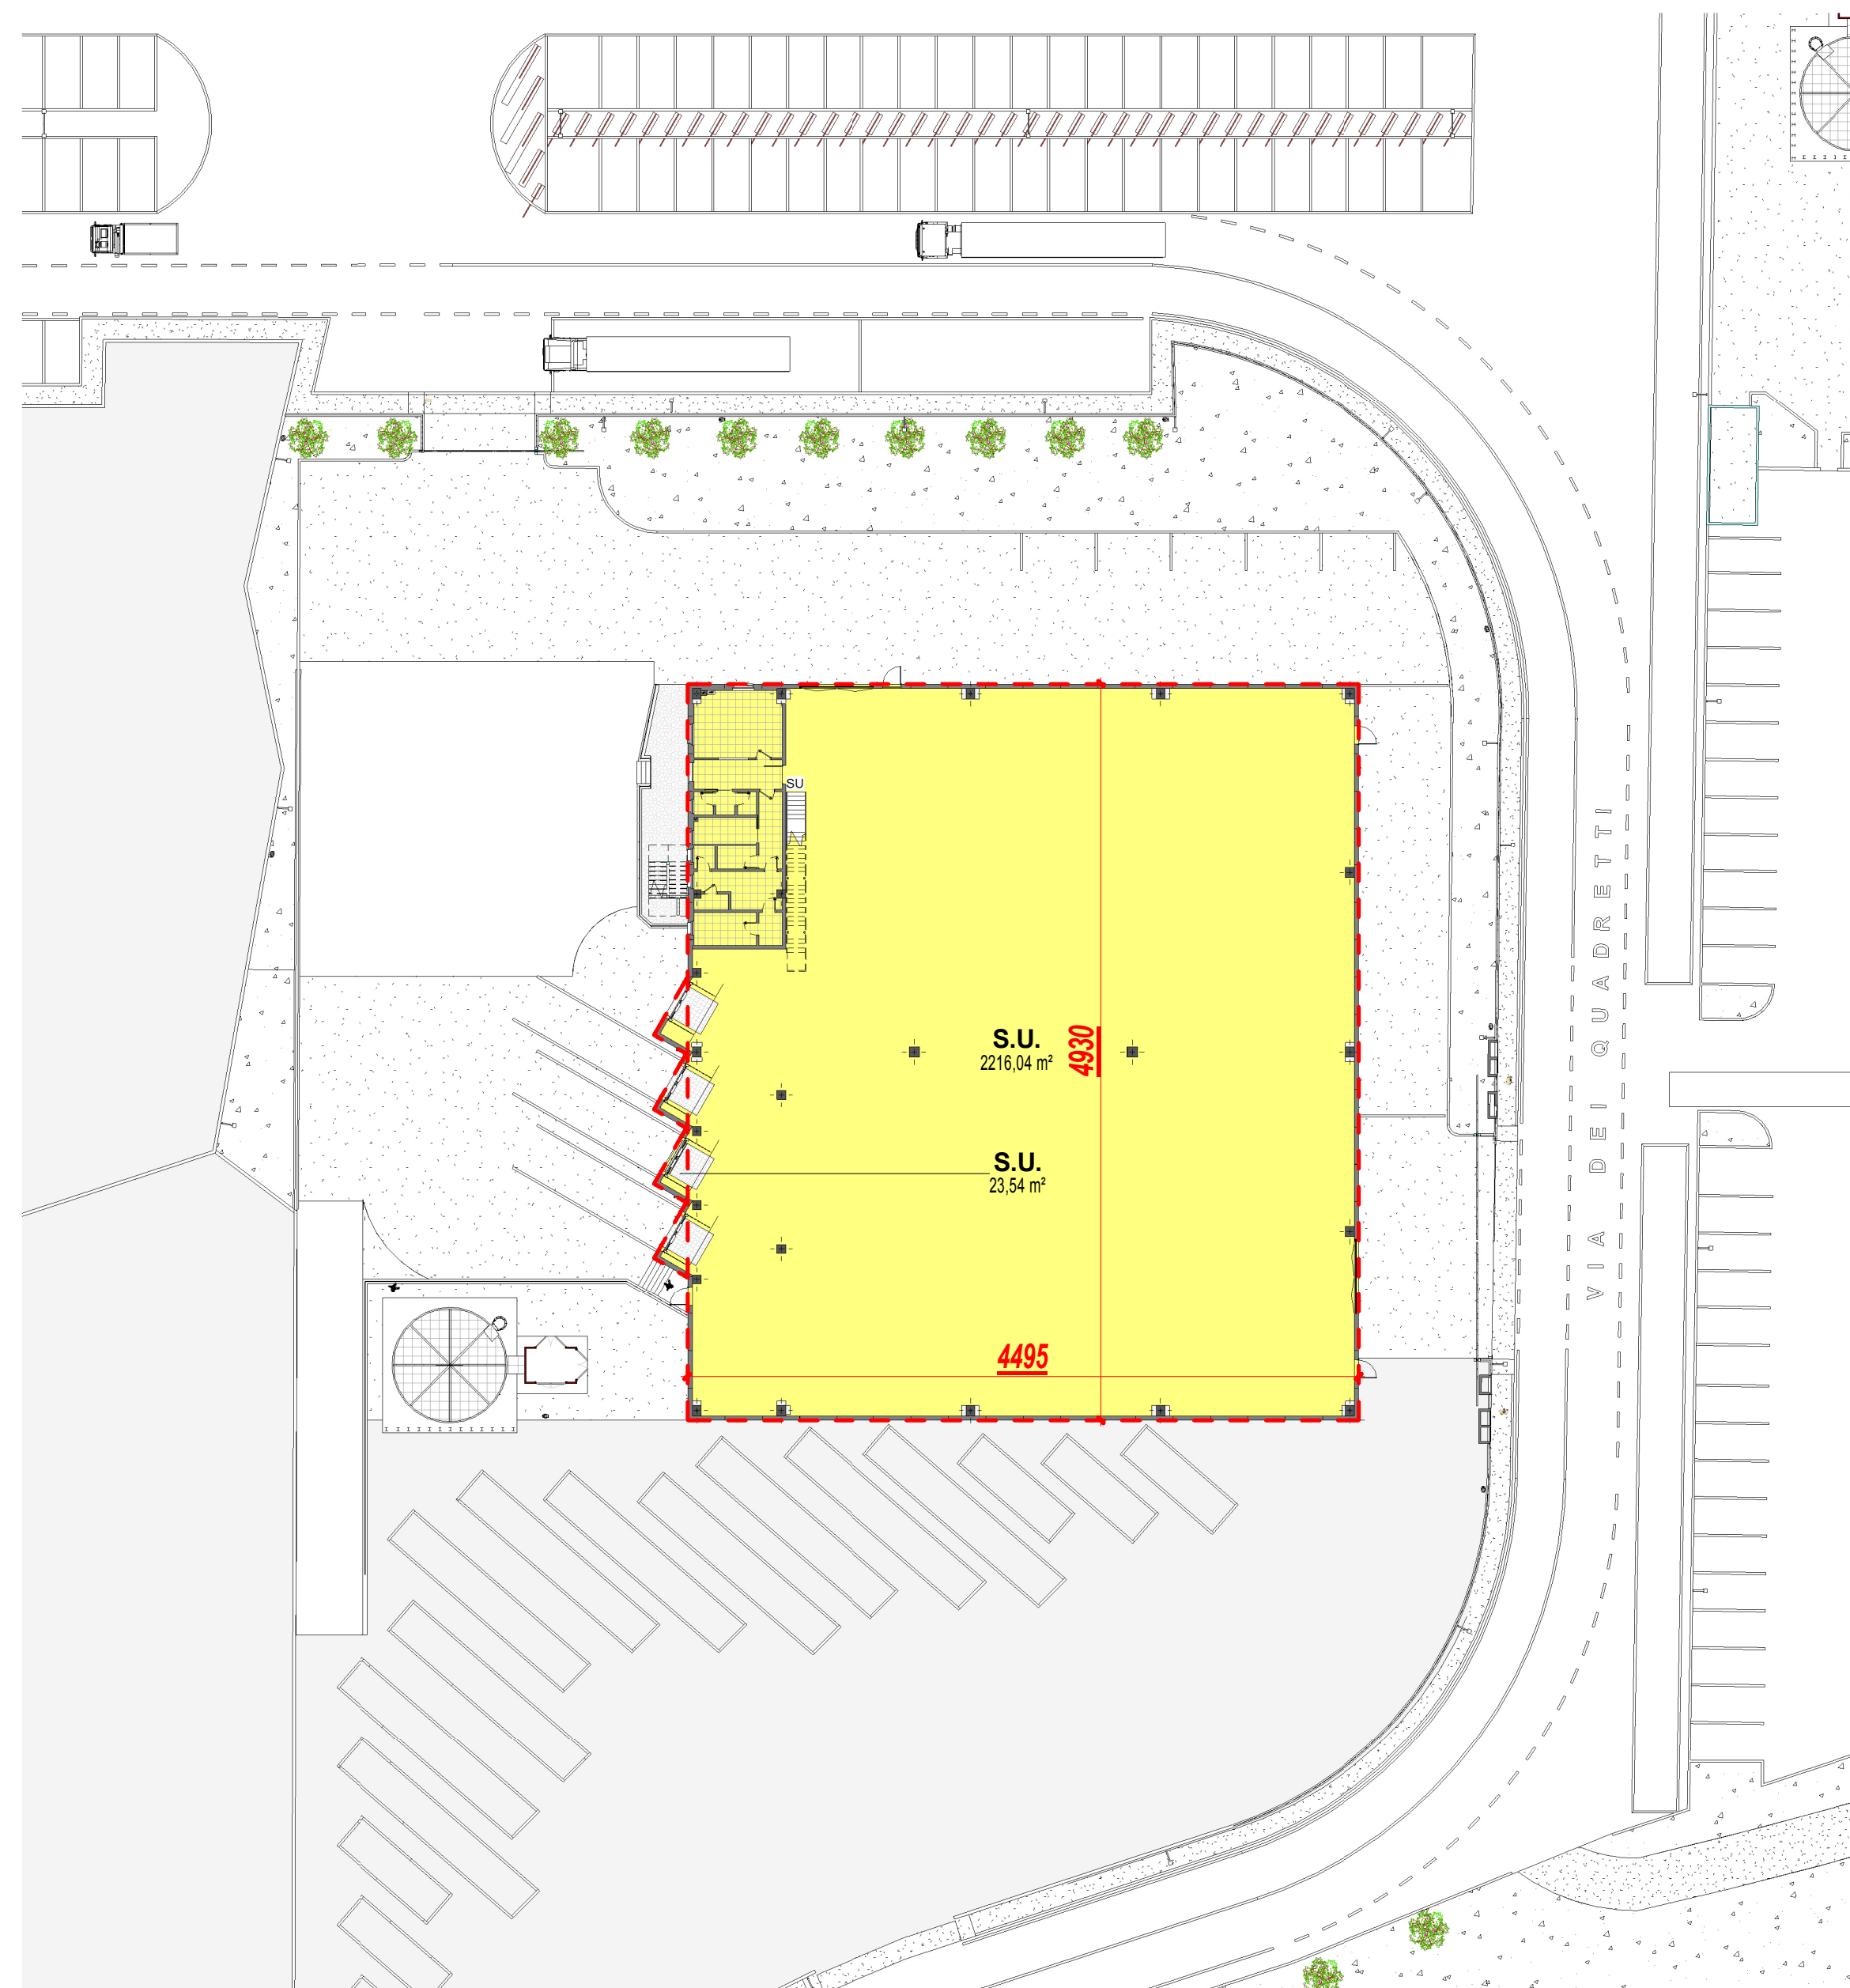 SU
S.U.
2216,04 m²
4930
S.U.
23,54 m²
4495
VIA DEI QUADRETTI